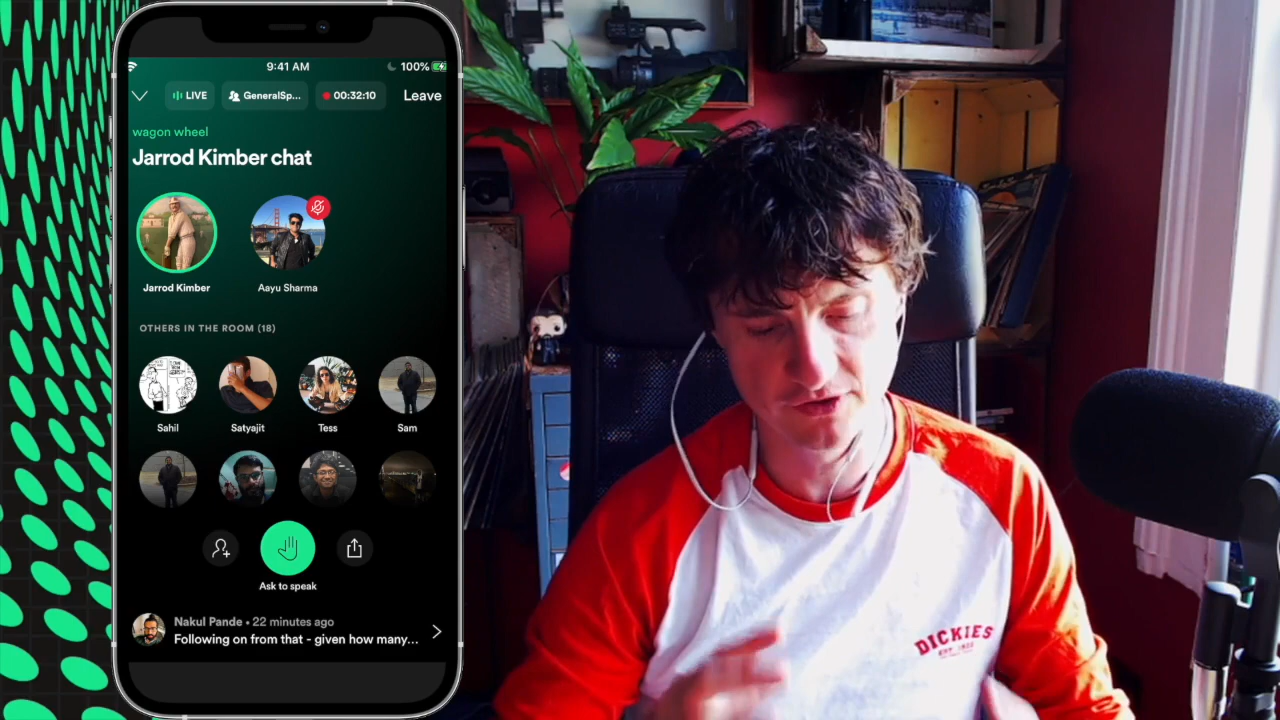 9:41 AM
100%
LIVE
GeneralSp...
00:32:10
Leave
wagon wheel
Jarrod Kimber chat
Jarrod Kimber
Aayu Sharma
OTHERS IN THE ROOM (18)
Sahil
Satyajit
Tess
Sam
Ask to speak
Nakul Pande • 22 minutes ago
Following on from that - given how many...
DICKIES